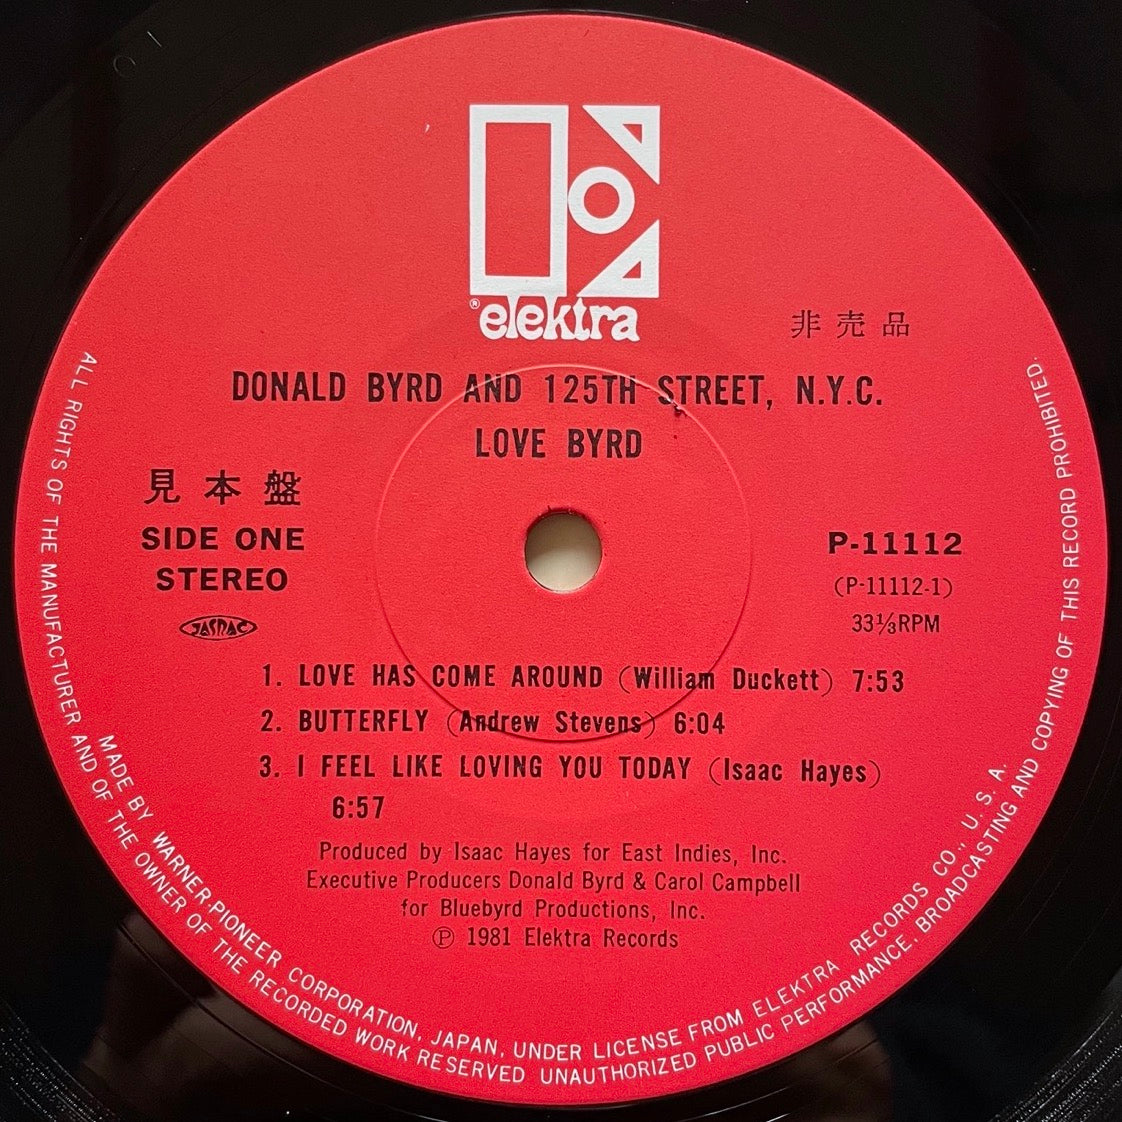 ® elektra
非売品
DONALD BYRD AND 125TH STREET, N.Y.C.
LOVE BYRD
見本盤
SIDE ONE
STEREO
JASRAC
P-11112
(P-11112-1)
33⅓RPM
1. LOVE HAS COME AROUND (William Duckett) 7:53
2. BUTTERFLY (Andrew Stevens) 6:04
3. I FEEL LIKE LOVING YOU TODAY (Isaac Hayes)
6:57
Produced by Isaac Hayes for East Indies, Inc.
Executive Producers Donald Byrd & Carol Campbell
for Bluebyrd Productions, Inc.
℗ 1981 Elektra Records
MADE BY WARNER-PIONEER CORPORATION, JAPAN, UNDER LICENSE FROM ELEKTRA RECORDS CO., U.S.A.
ALL RIGHTS OF THE MANUFACTURER AND OF THE OWNER OF THE RECORDED WORK RESERVED UNAUTHORIZED PUBLIC PERFORMANCE, BROADCASTING AND COPYING OF THIS RECORD PROHIBITED.